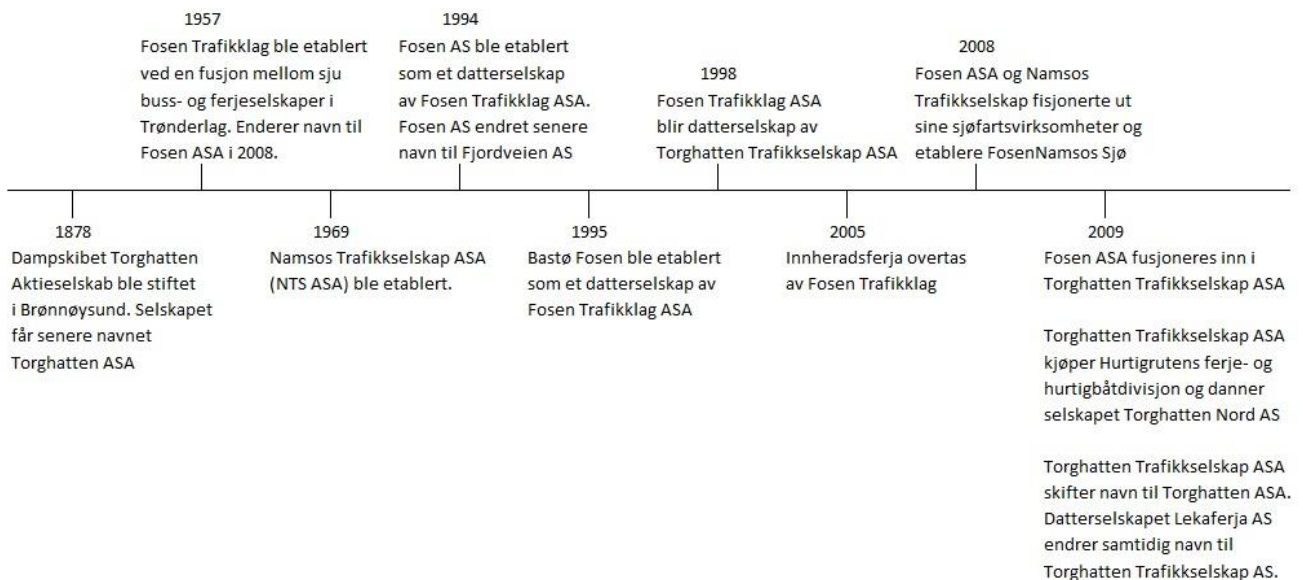 1957
Fosen Trafikklag ble etablert
ved en fusjon mellom sju
buss- og ferjeselskaper i
Trønderlag. Enderer navn til
Fosen ASA i 2008.
1994
Fosen AS ble etablert
som et datterselskap
av Fosen Trafikklag ASA.
Fosen AS endret senere
navn til Fjordveien AS
1998
Fosen Trafikklag ASA
blir datterselskap av
Torghatten Trafikkselskap ASA
2008
Fosen ASA og Namsos
Trafikkselskap fisjonerte ut
sine sjøfartsvirksomheter og
etablere FosenNamsos Sjø
1878
Dampskibet Torghatten
Aktieselskab ble stiftet
i Brønnøysund. Selskapet
får senere navnet
Torghatten ASA
1969
Namsos Trafikkselskap ASA
(NTS ASA) ble etablert.
1995
Bastø Fosen ble etablert
som et datterselskap av
Fosen Trafikklag ASA
2005
Innheradsferja overtas
av Fosen Trafikklag
2009
Fosen ASA fusjoneres inn i
Torghatten Trafikkselskap ASA
Torghatten Trafikkselskap ASA
kjøper Hurtigrutens ferje- og
hurtigbåtdivisjon og danner
selskapet Torghatten Nord AS
Torghatten Trafikkselskap ASA
skifter navn til Torghatten ASA.
Datterselskapet Lekaferja AS
endrer samtidig navn til
Torghatten Trafikkselskap AS.